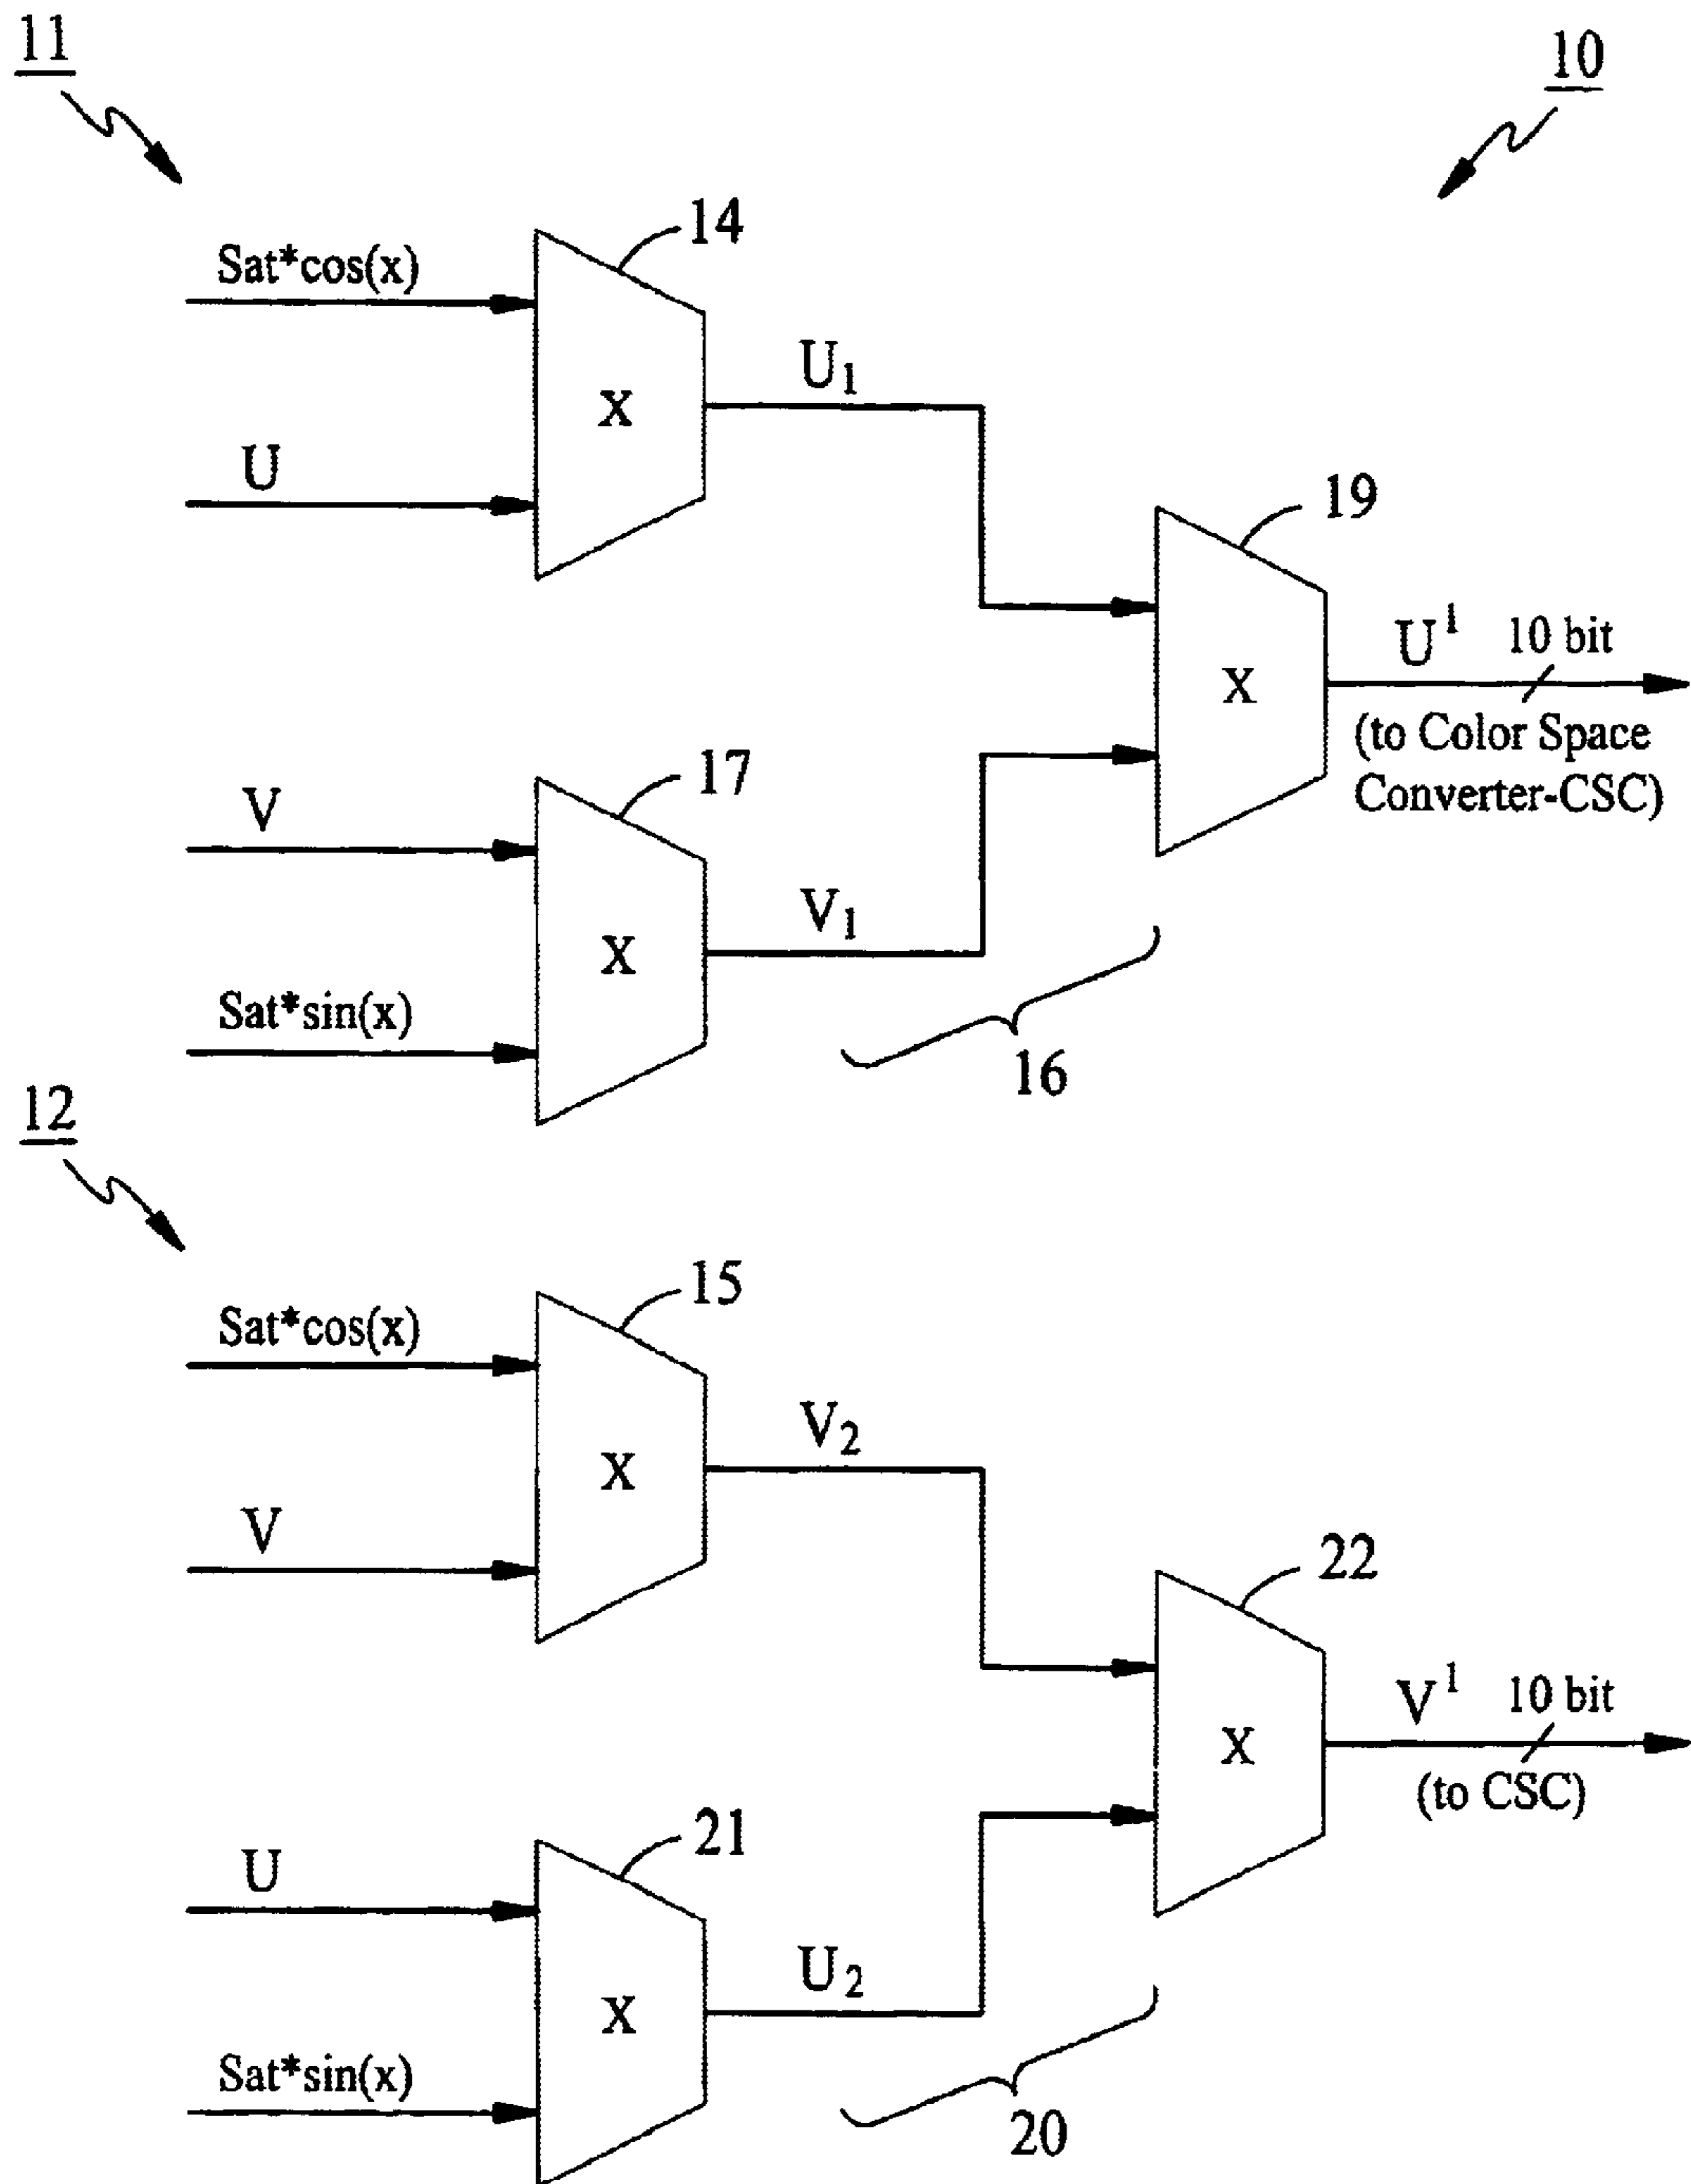 11
10
Sat*cos(x)
14
U
X
U1
19
V
17
X
V1
Sat*sin(x)
X
U1 10 bit
(to Color Space
Converter-CSC)
16
12
Sat*cos(x)
15
V
X
V2
22
U
21
X
U2
Sat*sin(x)
X
V1 10 bit
(to CSC)
20